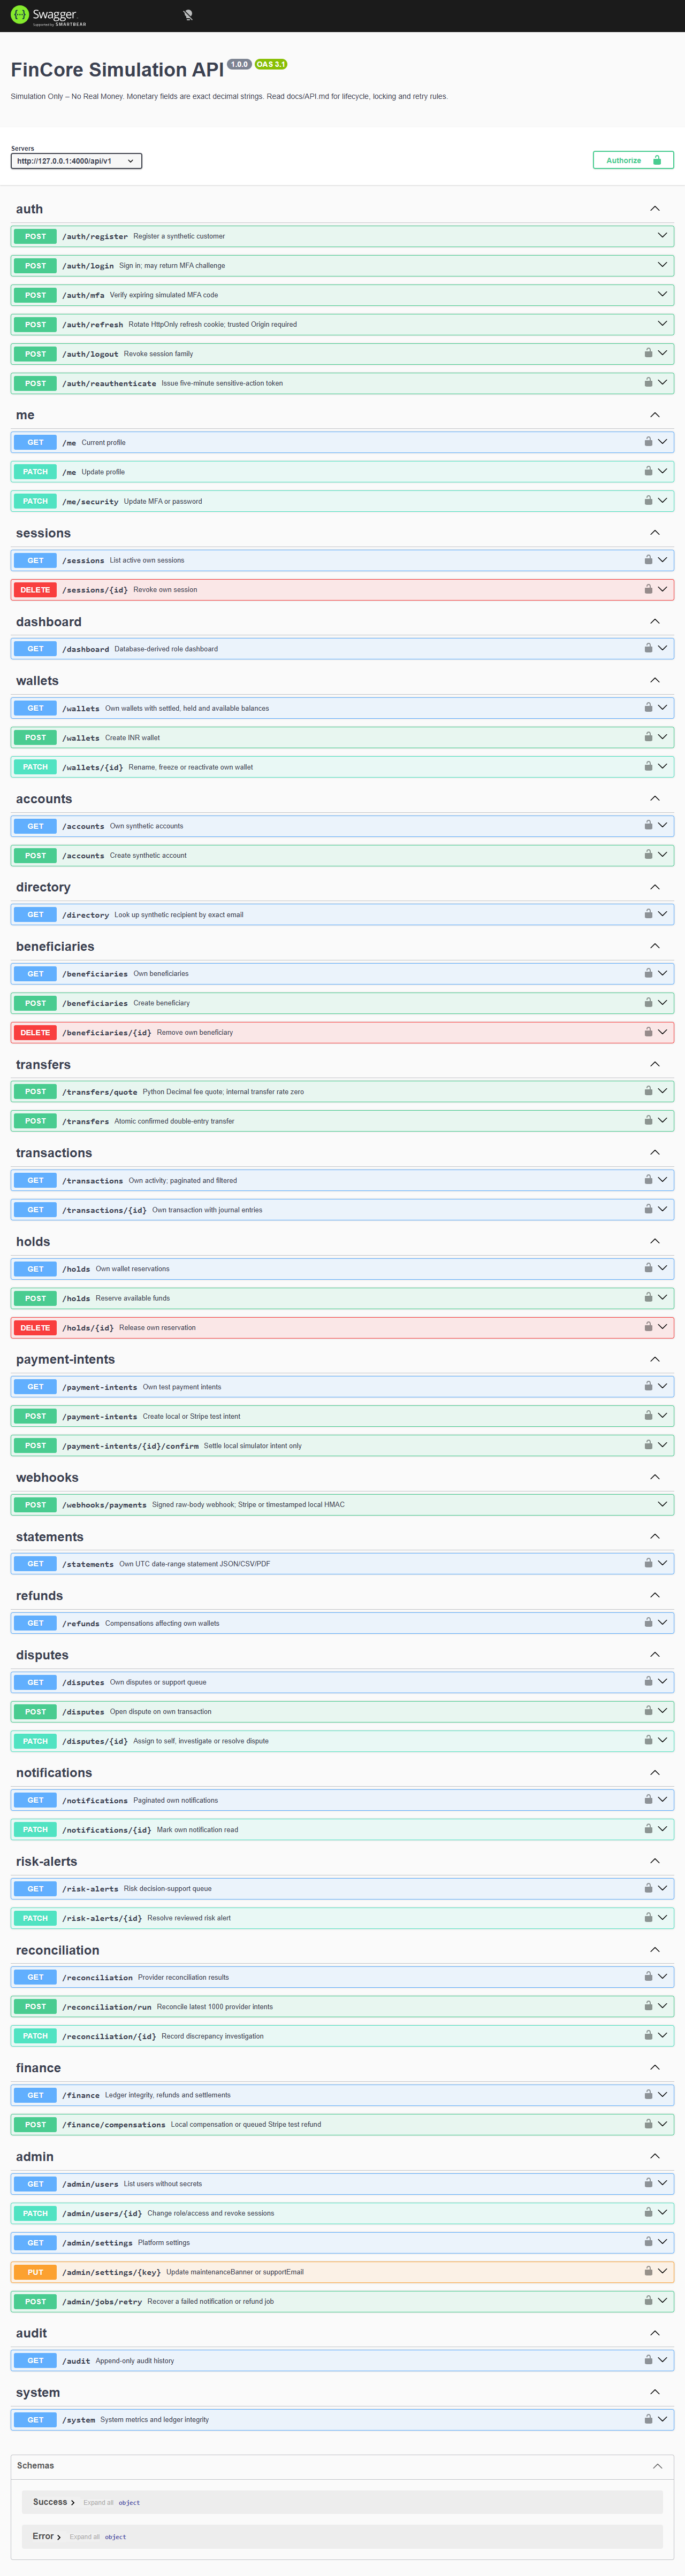 Swagger
Supported by SMARTBEAR
FinCore Simulation API 1.0.0 OAS 3.1
Simulation Only – No Real Money. Monetary fields are exact decimal strings. Read docs/API.md for lifecycle, locking and retry rules.
Servers
http://127.0.0.1:4000/api/v1
Authorize
auth
POST /auth/register Register a synthetic customer
POST /auth/login Sign in; may return MFA challenge
POST /auth/mfa Verify expiring simulated MFA code
POST /auth/refresh Rotate HttpOnly refresh cookie; trusted Origin required
POST /auth/logout Revoke session family
POST /auth/reauthenticate Issue five-minute sensitive-action token
me
GET /me Current profile
PATCH /me Update profile
PATCH /me/security Update MFA or password
sessions
GET /sessions List active own sessions
DELETE /sessions/{id} Revoke own session
dashboard
GET /dashboard Database-derived role dashboard
wallets
GET /wallets Own wallets with settled, held and available balances
POST /wallets Create INR wallet
PATCH /wallets/{id} Rename, freeze or reactivate own wallet
accounts
GET /accounts Own synthetic accounts
POST /accounts Create synthetic account
directory
GET /directory Look up synthetic recipient by exact email
beneficiaries
GET /beneficiaries Own beneficiaries
POST /beneficiaries Create beneficiary
DELETE /beneficiaries/{id} Remove own beneficiary
transfers
POST /transfers/quote Python Decimal fee quote; internal transfer rate zero
POST /transfers Atomic confirmed double-entry transfer
transactions
GET /transactions Own activity; paginated and filtered
GET /transactions/{id} Own transaction with journal entries
holds
GET /holds Own wallet reservations
POST /holds Reserve available funds
DELETE /holds/{id} Release own reservation
payment-intents
GET /payment-intents Own test payment intents
POST /payment-intents Create local or Stripe test intent
POST /payment-intents/{id}/confirm Settle local simulator intent only
webhooks
POST /webhooks/payments Signed raw-body webhook; Stripe or timestamped local HMAC
statements
GET /statements Own UTC date-range statement JSON/CSV/PDF
refunds
GET /refunds Compensations affecting own wallets
disputes
GET /disputes Own disputes or support queue
POST /disputes Open dispute on own transaction
PATCH /disputes/{id} Assign to self, investigate or resolve dispute
notifications
GET /notifications Paginated own notifications
PATCH /notifications/{id} Mark own notification read
risk-alerts
GET /risk-alerts Risk decision-support queue
PATCH /risk-alerts/{id} Resolve reviewed risk alert
reconciliation
GET /reconciliation Provider reconciliation results
POST /reconciliation/run Reconcile latest 1000 provider intents
PATCH /reconciliation/{id} Record discrepancy investigation
finance
GET /finance Ledger integrity, refunds and settlements
POST /finance/compensations Local compensation or queued Stripe test refund
admin
GET /admin/users List users without secrets
PATCH /admin/users/{id} Change role/access and revoke sessions
GET /admin/settings Platform settings
PUT /admin/settings/{key} Update maintenanceBanner or supportEmail
POST /admin/jobs/retry Recover a failed notification or refund job
audit
GET /audit Append-only audit history
system
GET /system System metrics and ledger integrity
Schemas
Success Expand all object
Error Expand all object